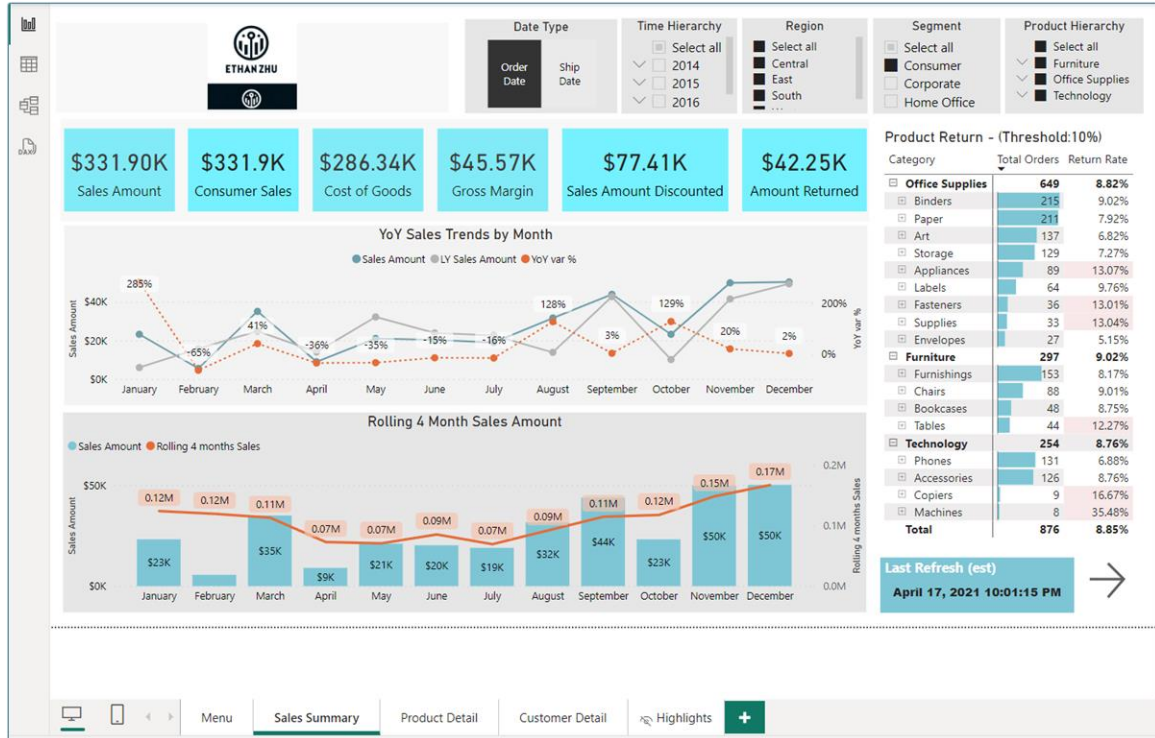 ETHAN ZHU
Date Type
Order Date
Ship Date
Time Hierarchy
Select all
2014
2015
2016
Region
Select all
Central
East
South
Segment
Select all
Consumer
Corporate
Home Office
Product Hierarchy
Select all
Furniture
Office Supplies
Technology
$331.90K
Sales Amount
$331.9K
Consumer Sales
$286.34K
Cost of Goods
$45.57K
Gross Margin
$77.41K
Sales Amount Discounted
$42.25K
Amount Returned
YoY Sales Trends by Month
Sales Amount LY Sales Amount YoY var %
Sales Amount
$40K
$20K
$0K
285%
-65%
41%
-36%
-35%
-15%
-16%
128%
3%
129%
20%
2%
200%
0%
YoY var %
January February March April May June July August September October November December
Rolling 4 Month Sales Amount
Sales Amount Rolling 4 months Sales
Sales Amount
$50K
$0K
0.12M 0.12M 0.11M 0.07M 0.07M 0.09M 0.07M 0.09M 0.11M 0.12M 0.15M 0.17M
$23K $35K $9K $21K $20K $19K $32K $44K $23K $50K $50K
0.2M
0.1M
0.0M
Rolling 4 months Sales
January February March April May June July August September October November December
Product Return - (Threshold:10%)
Category Total Orders Return Rate
Office Supplies 649 8.82%
Binders 215 9.02%
Paper 211 7.92%
Art 137 6.82%
Storage 129 7.27%
Appliances 89 13.07%
Labels 64 9.76%
Fasteners 36 13.01%
Supplies 33 13.04%
Envelopes 27 5.15%
Furniture 297 9.02%
Furnishings 153 8.17%
Chairs 88 9.01%
Bookcases 48 8.75%
Tables 44 12.27%
Technology 254 8.76%
Phones 131 6.88%
Accessories 126 8.76%
Copiers 9 16.67%
Machines 8 35.48%
Total 876 8.85%
Last Refresh (est)
April 17, 2021 10:01:15 PM
Menu
Sales Summary
Product Detail
Customer Detail
Highlights